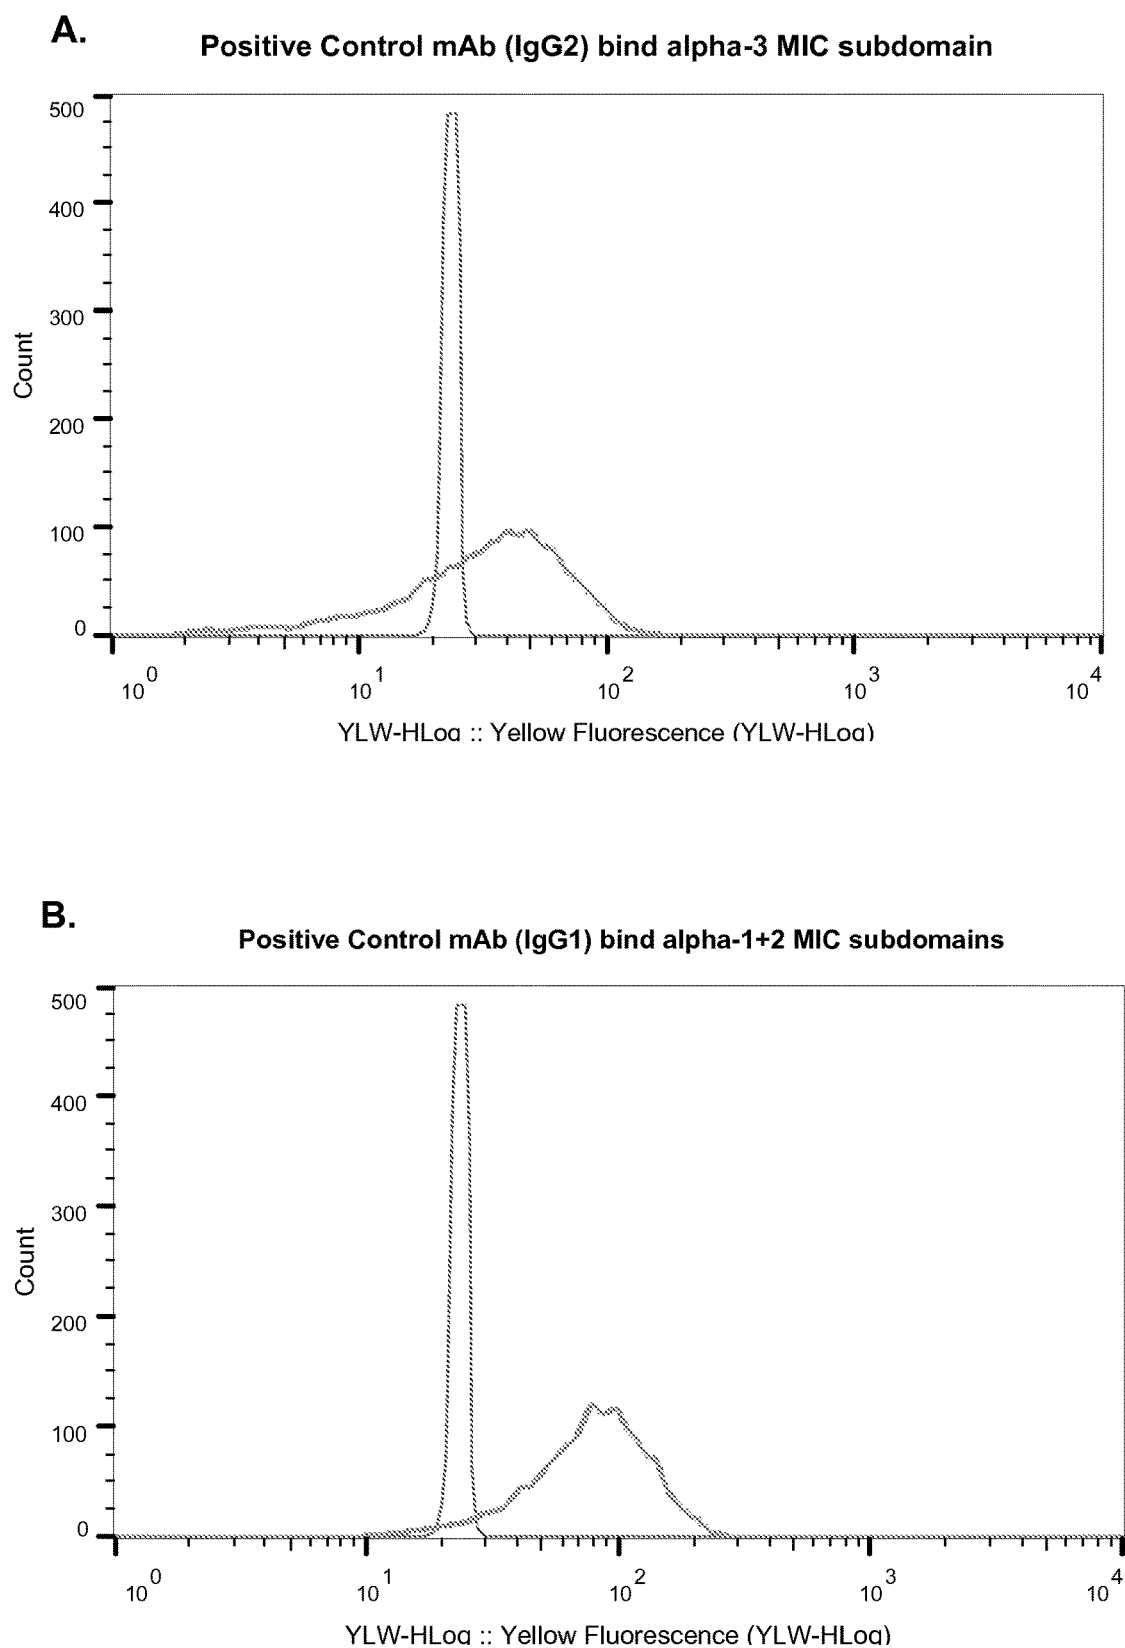 A.
Positive Control mAb (IgG2) bind alpha-3 MIC subdomain
500
400
300
200
100
0
Count
10^0 10^1 10^2 10^3 10^4
YLW-HLog :: Yellow Fluorescence (YLW-HLog)
B.
Positive Control mAb (IgG1) bind alpha-1+2 MIC subdomains
500
400
300
200
100
0
Count
10^0 10^1 10^2 10^3 10^4
YLW-HLog :: Yellow Fluorescence (YLW-HLog)